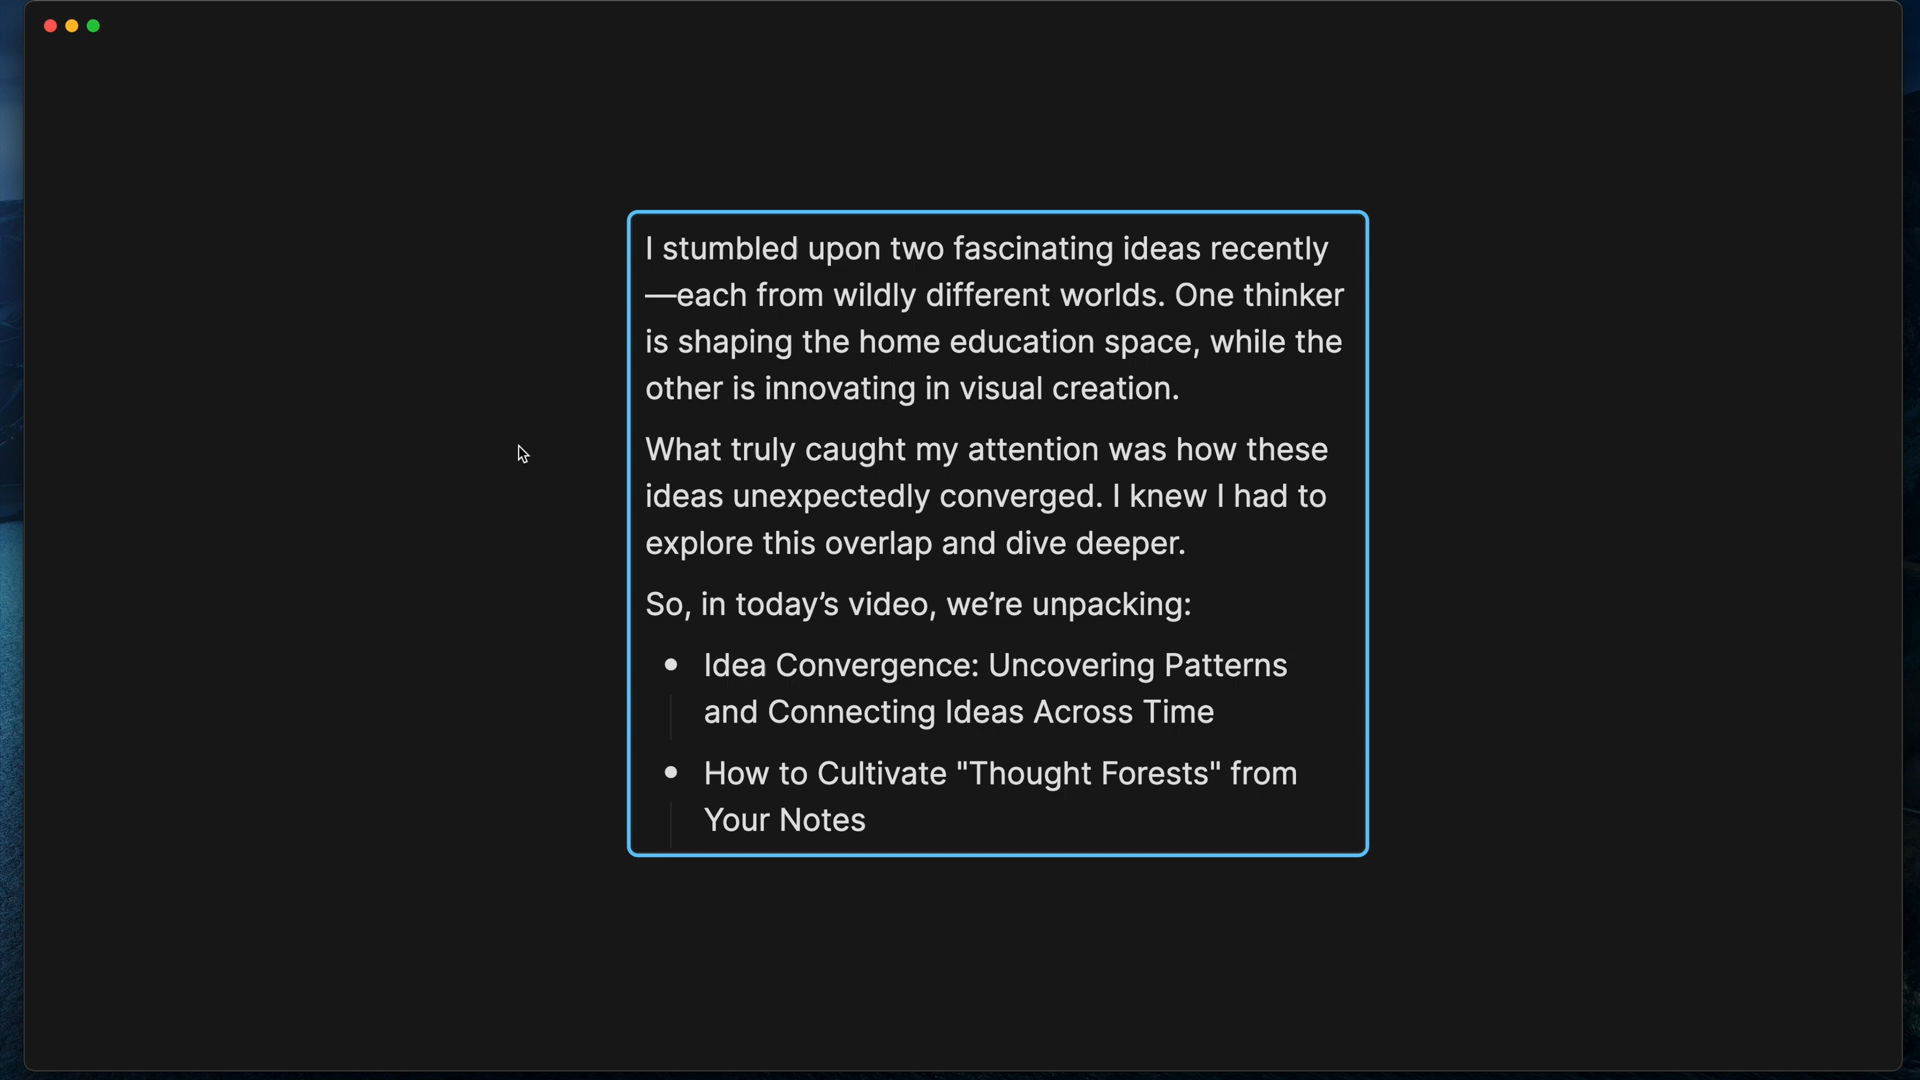 I stumbled upon two fascinating ideas recently
—each from wildly different worlds. One thinker
is shaping the home education space, while the
other is innovating in visual creation.
What truly caught my attention was how these
ideas unexpectedly converged. I knew I had to
explore this overlap and dive deeper.
So, in today’s video, we’re unpacking:
• Idea Convergence: Uncovering Patterns
and Connecting Ideas Across Time
• How to Cultivate "Thought Forests" from
Your Notes